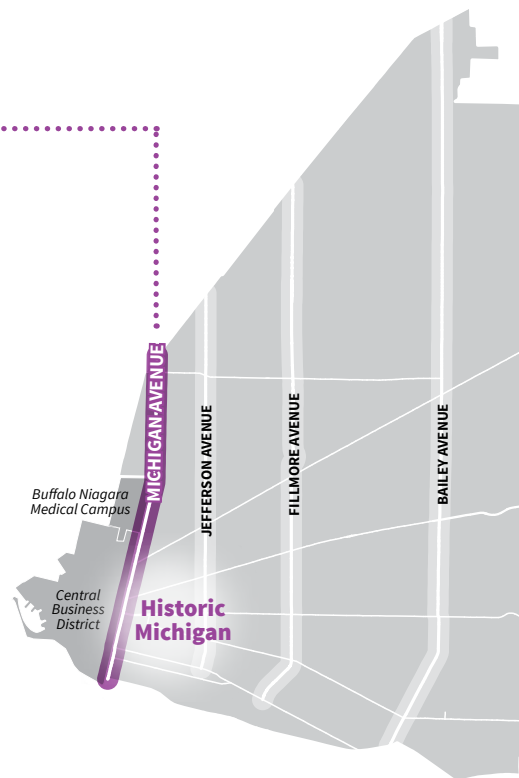 MICHIGAN AVENUE
JEFFERSON AVENUE
FILLMORE AVENUE
BAILEY AVENUE
Buffalo Niagara
Medical Campus
Central
Business
District
Historic
Michigan